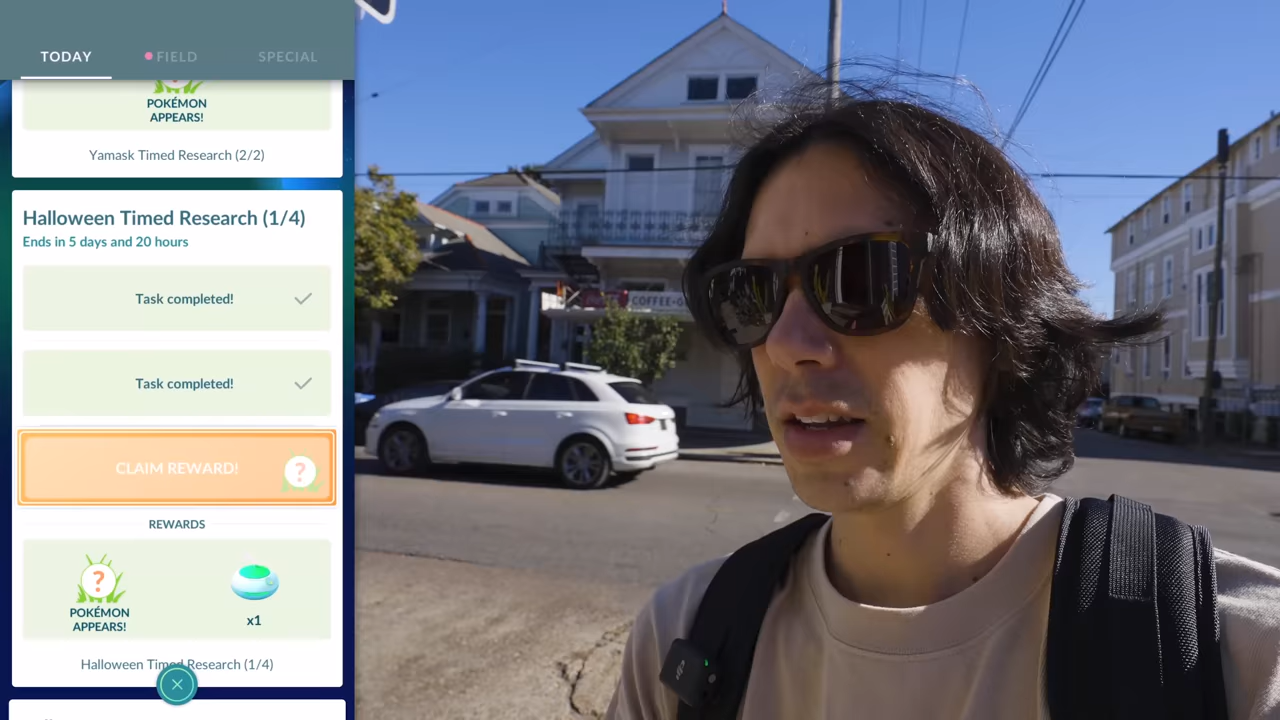 TODAY
FIELD
SPECIAL
?
POKÉMON
APPEARS!
Yamask Timed Research (2/2)
Halloween Timed Research (1/4)
Ends in 5 days and 20 hours
Task completed!
Task completed!
CLAIM REWARD!
?
REWARDS
?
POKÉMON
APPEARS!
x1
Halloween Timed Research (1/4)
COFFEE